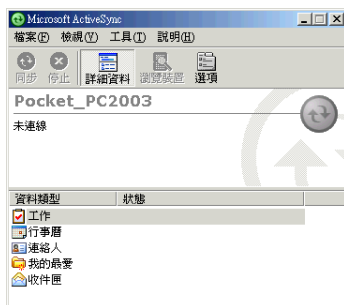 Microsoft ActiveSync
檔案(F) 檢視(V) 工具(T) 說明(H)
同步 停止 詳細資料 瀏覽裝置 選項
Pocket_PC2003
未連線
資料類型 狀態
工作
行事曆
連絡人
我的最愛
收件匣